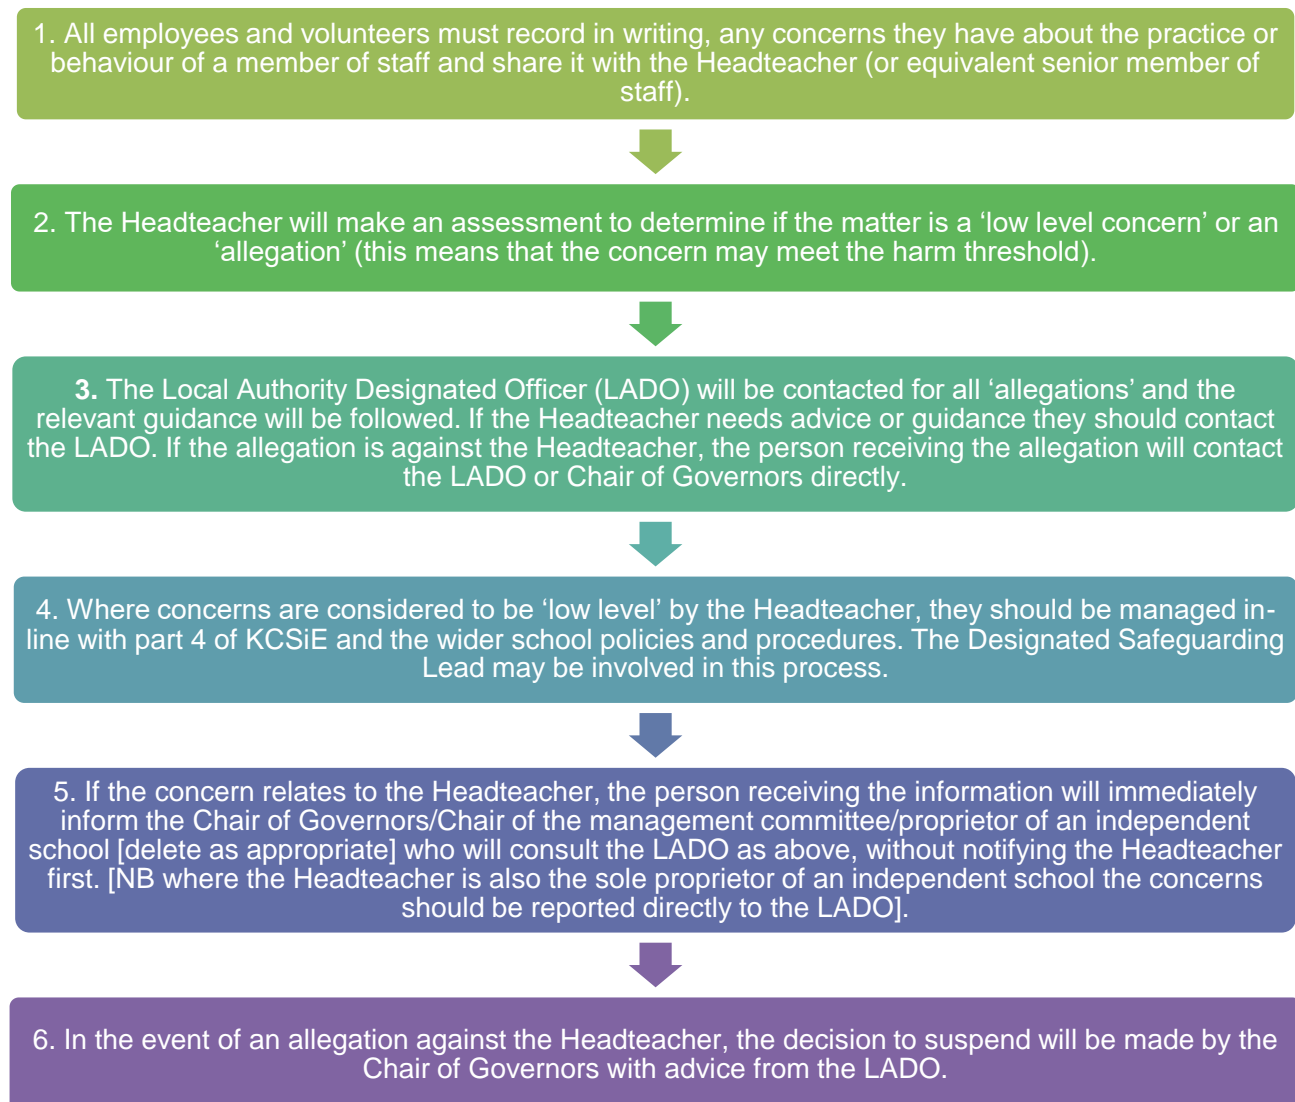 1. All employees and volunteers must record in writing, any concerns they have about the practice or
behaviour of a member of staff and share it with the Headteacher (or equivalent senior member of
staff).
2. The Headteacher will make an assessment to determine if the matter is a ‘low level concern’ or an
‘allegation’ (this means that the concern may meet the harm threshold).
3. The Local Authority Designated Officer (LADO) will be contacted for all ‘allegations’ and the
relevant guidance will be followed. If the Headteacher needs advice or guidance they should contact
the LADO. If the allegation is against the Headteacher, the person receiving the allegation will contact
the LADO or Chair of Governors directly.
4. Where concerns are considered to be ‘low level’ by the Headteacher, they should be managed in-
line with part 4 of KCSiE and the wider school policies and procedures. The Designated Safeguarding
Lead may be involved in this process.
5. If the concern relates to the Headteacher, the person receiving the information will immediately
inform the Chair of Governors/Chair of the management committee/proprietor of an independent
school [delete as appropriate] who will consult the LADO as above, without notifying the Headteacher
first. [NB where the Headteacher is also the sole proprietor of an independent school the concerns
should be reported directly to the LADO].
6. In the event of an allegation against the Headteacher, the decision to suspend will be made by the
Chair of Governors with advice from the LADO.